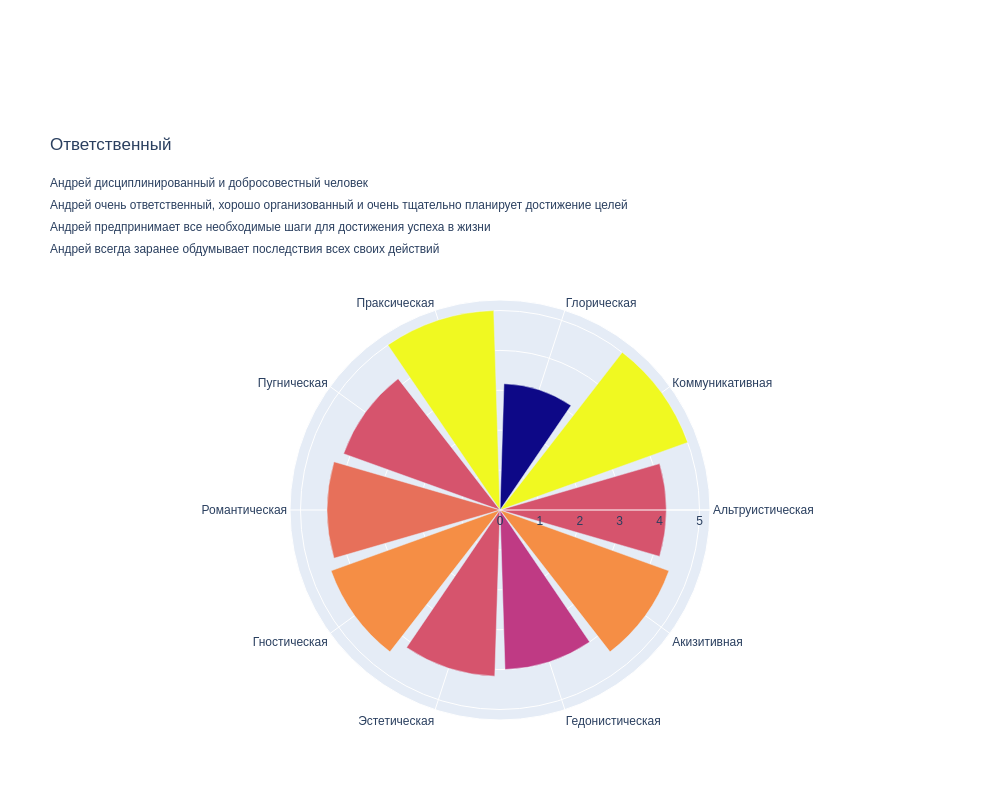 Ответственный
Андрей дисциплинированный и добросовестный человек
Андрей очень ответственный, хорошо организованный и очень тщательно планирует достижение целей
Андрей предпринимает все необходимые шаги для достижения успеха в жизни
Андрей всегда заранее обдумывает последствия всех своих действий
Праксическая
Глорическая
Пугническая
Коммуникативная
Романтическая
Альтруистическая
0 1 2 3 4 5
Гностическая
Акизитивная
Эстетическая
Гедонистическая